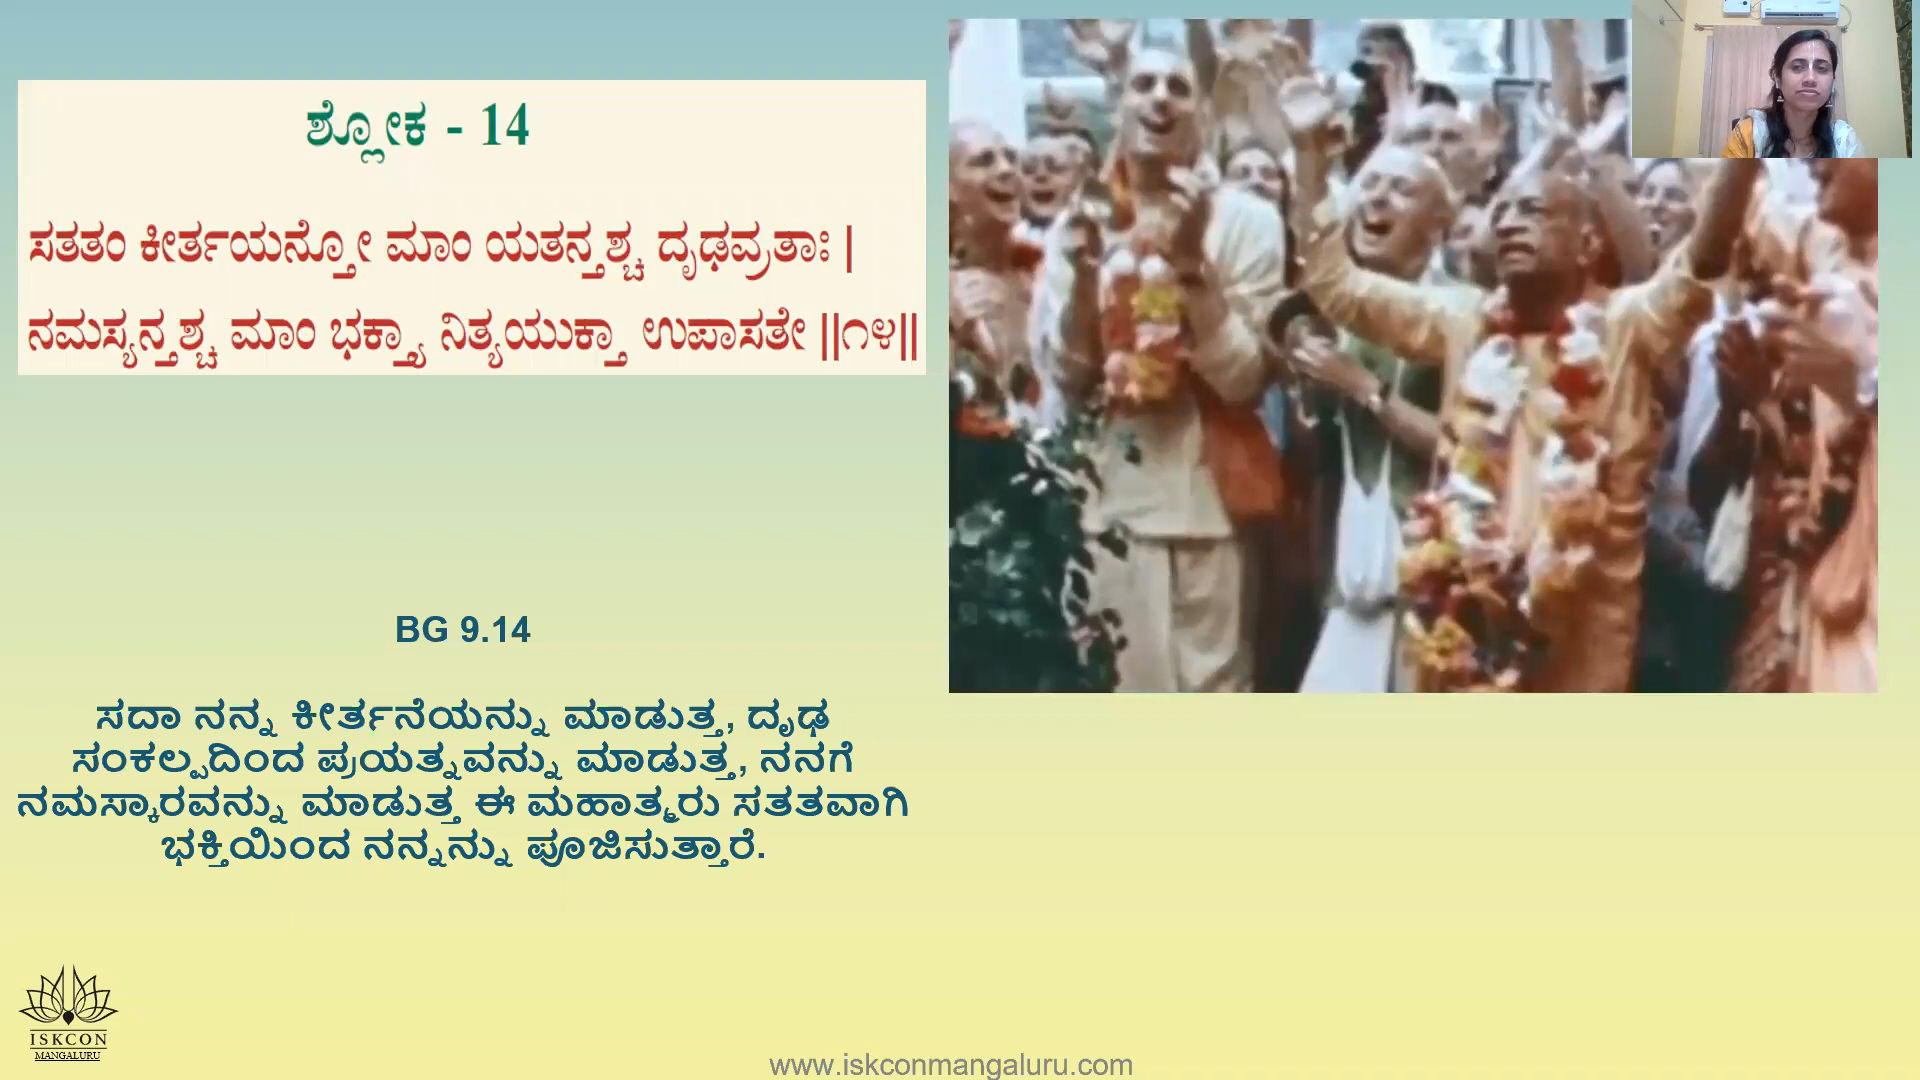 ಶ್ಲೋಕ - 14
ಸತತಂ ಕೀರ್ತಯನ್ತೋ ಮಾಂ ಯತನ್ತಶ್ಚ ದೃಢವ್ರತಾಃ |
ನಮಸ್ಯನ್ತಶ್ಚ ಮಾಂ ಭಕ್ತ್ಯಾ ನಿತ್ಯಯುಕ್ತಾ ಉಪಾಸತೇ ||೧೪||
BG 9.14
ಸದಾ ನನ್ನ ಕೀರ್ತನೆಯನ್ನು ಮಾಡುತ್ತ, ದೃಢ
ಸಂಕಲ್ಪದಿಂದ ಪ್ರಯತ್ನವನ್ನು ಮಾಡುತ್ತ, ನನಗೆ
ನಮಸ್ಕಾರವನ್ನು ಮಾಡುತ್ತ ಈ ಮಹಾತ್ಮರು ಸತತವಾಗಿ
ಭಕ್ತಿಯಿಂದ ನನ್ನನ್ನು ಪೂಜಿಸುತ್ತಾರೆ.
ISKCON
MANGALURU
www.iskconmangaluru.com